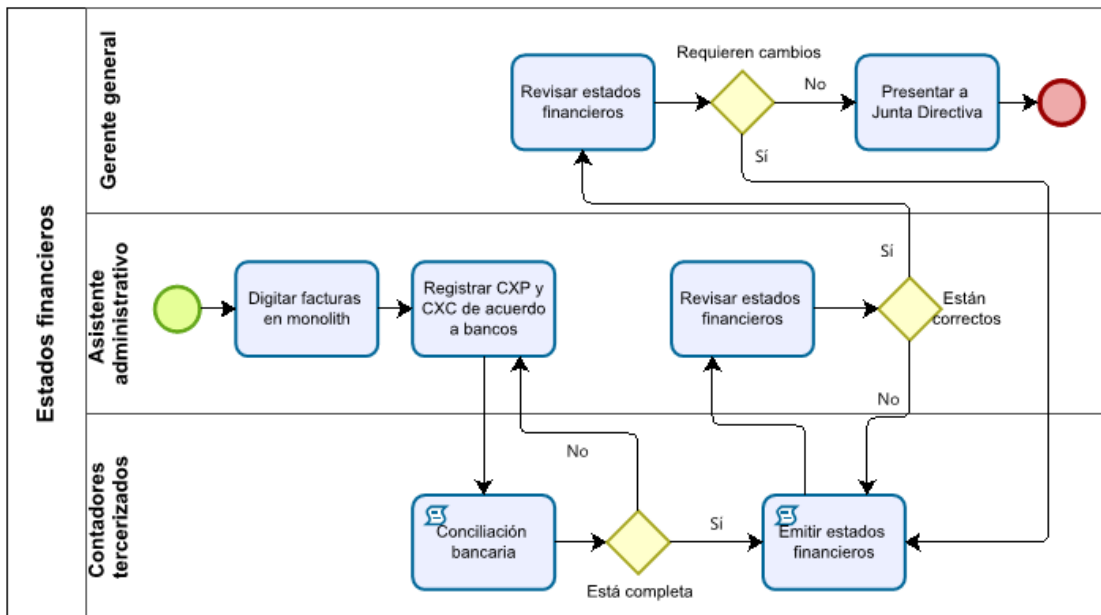 Estados financieros
Gerente general
Revisar estados
financieros
Requieren cambios
No
Sí
Presentar a
Junta Directiva
Asistente
administrativo
Digitar facturas
en monolith
Registrar CXP y
CXC de acuerdo
a bancos
Revisar estados
financieros
Sí
Están
correctos
No
Contadores
tercerizados
Conciliación
bancaria
No
Sí
Está completa
Emitir estados
financieros